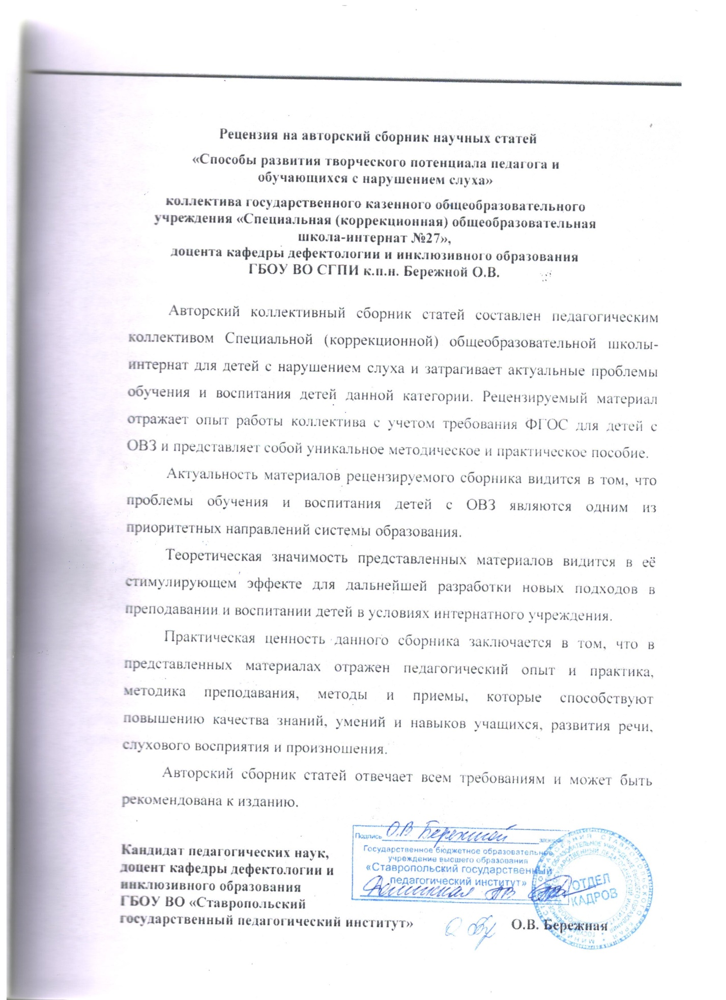 Рецензия на авторский сборник научных статей
«Способы развития творческого потенциала педагога и
обучающихся с нарушением слуха»
коллектива государственного казенного общеобразовательного
учреждения «Специальная (коррекционная) общеобразовательная
школа-интернат №27»,
доцента кафедры дефектологии и инклюзивного образования
ГБОУ ВО СГПИ к.п.н. Бережной О.В.
Авторский коллективный сборник статей составлен педагогическим
коллективом Специальной (коррекционной) общеобразовательной школы-
интернат для детей с нарушением слуха и затрагивает актуальные проблемы
обучения и воспитания детей данной категории. Рецензируемый материал
отражает опыт работы коллектива с учетом требования ФГОС для детей с
ОВЗ и представляет собой уникальное методическое и практическое пособие.
Актуальность материалов рецензируемого сборника видится в том, что
проблемы обучения и воспитания детей с ОВЗ являются одним из
приоритетных направлений системы образования.
Теоретическая значимость представленных материалов видится в её
стимулирующем эффекте для дальнейшей разработки новых подходов в
преподавании и воспитании детей в условиях интернатного учреждения.
Практическая ценность данного сборника заключается в том, что в
представленных материалах отражен педагогический опыт и практика,
методика преподавания, методы и приемы, которые способствуют
повышению качества знаний, умений и навыков учащихся, развития речи,
слухового восприятия и произношения.
Авторский сборник статей отвечает всем требованиям и может быть
рекомендована к изданию.
Подпись О.В. Бережной
Государственное бюджетное образовательное
учреждение высшего образования
«Ставропольский государственный
педагогический институт»
ОТДЕЛ
КАДРОВ
Кандидат педагогических наук,
доцент кафедры дефектологии и
инклюзивного образования
ГБОУ ВО «Ставропольский
государственный педагогический институт» О.В. Бережная